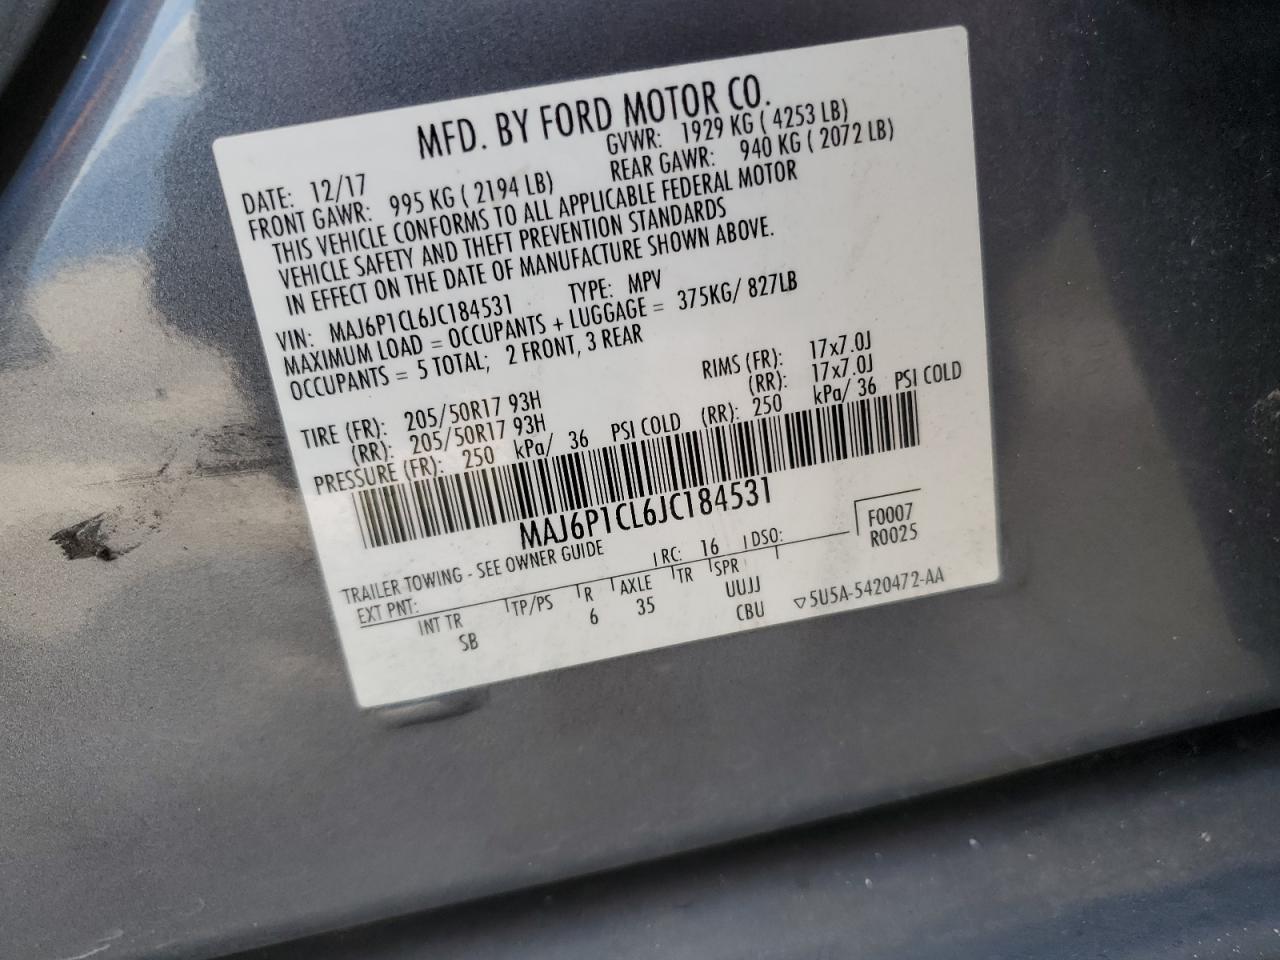 MFD. BY FORD MOTOR CO.
DATE: 12/17 GVWR: 1929 KG ( 4253 LB)
FRONT GAWR: 995 KG ( 2194 LB) REAR GAWR: 940 KG ( 2072 LB)
THIS VEHICLE CONFORMS TO ALL APPLICABLE FEDERAL MOTOR
VEHICLE SAFETY AND THEFT PREVENTION STANDARDS
IN EFFECT ON THE DATE OF MANUFACTURE SHOWN ABOVE.
VIN: MAJ6P1CL6JC184531 TYPE: MPV
MAXIMUM LOAD = OCCUPANTS + LUGGAGE = 375KG/ 827LB
OCCUPANTS = 5 TOTAL; 2 FRONT, 3 REAR
TIRE (FR): 205/50R17 93H RIMS (FR): 17x7.0J
(RR): 205/50R17 93H (RR): 17x7.0J
PRESSURE (FR): 250 kPa/ 36 PSI COLD (RR): 250 kPa/ 36 PSI COLD
MAJ6P1CL6JC184531
TRAILER TOWING - SEE OWNER GUIDE
EXT PNT: RC: 16 DSO: F0007
R0025
INT TR TP/PS R AXLE TR SPR
SB 6 35 UUJJ
CBU ▽5U5A-5420472-AA